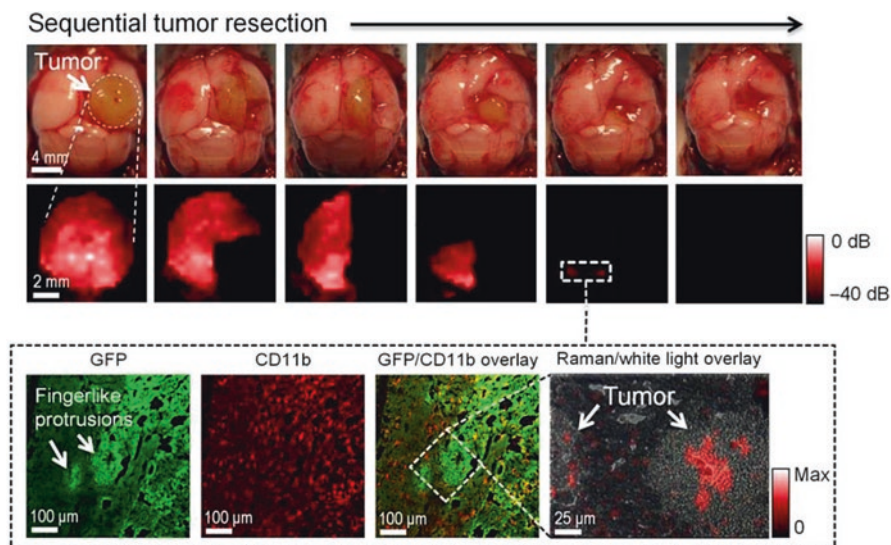 Sequential tumor resection
Tumor
4 mm
2 mm
0 dB
–40 dB
GFP
CD11b
GFP/CD11b overlay
Raman/white light overlay
Fingerlike
protrusions
Tumor
100 µm
100 µm
100 µm
25 µm
Max
0